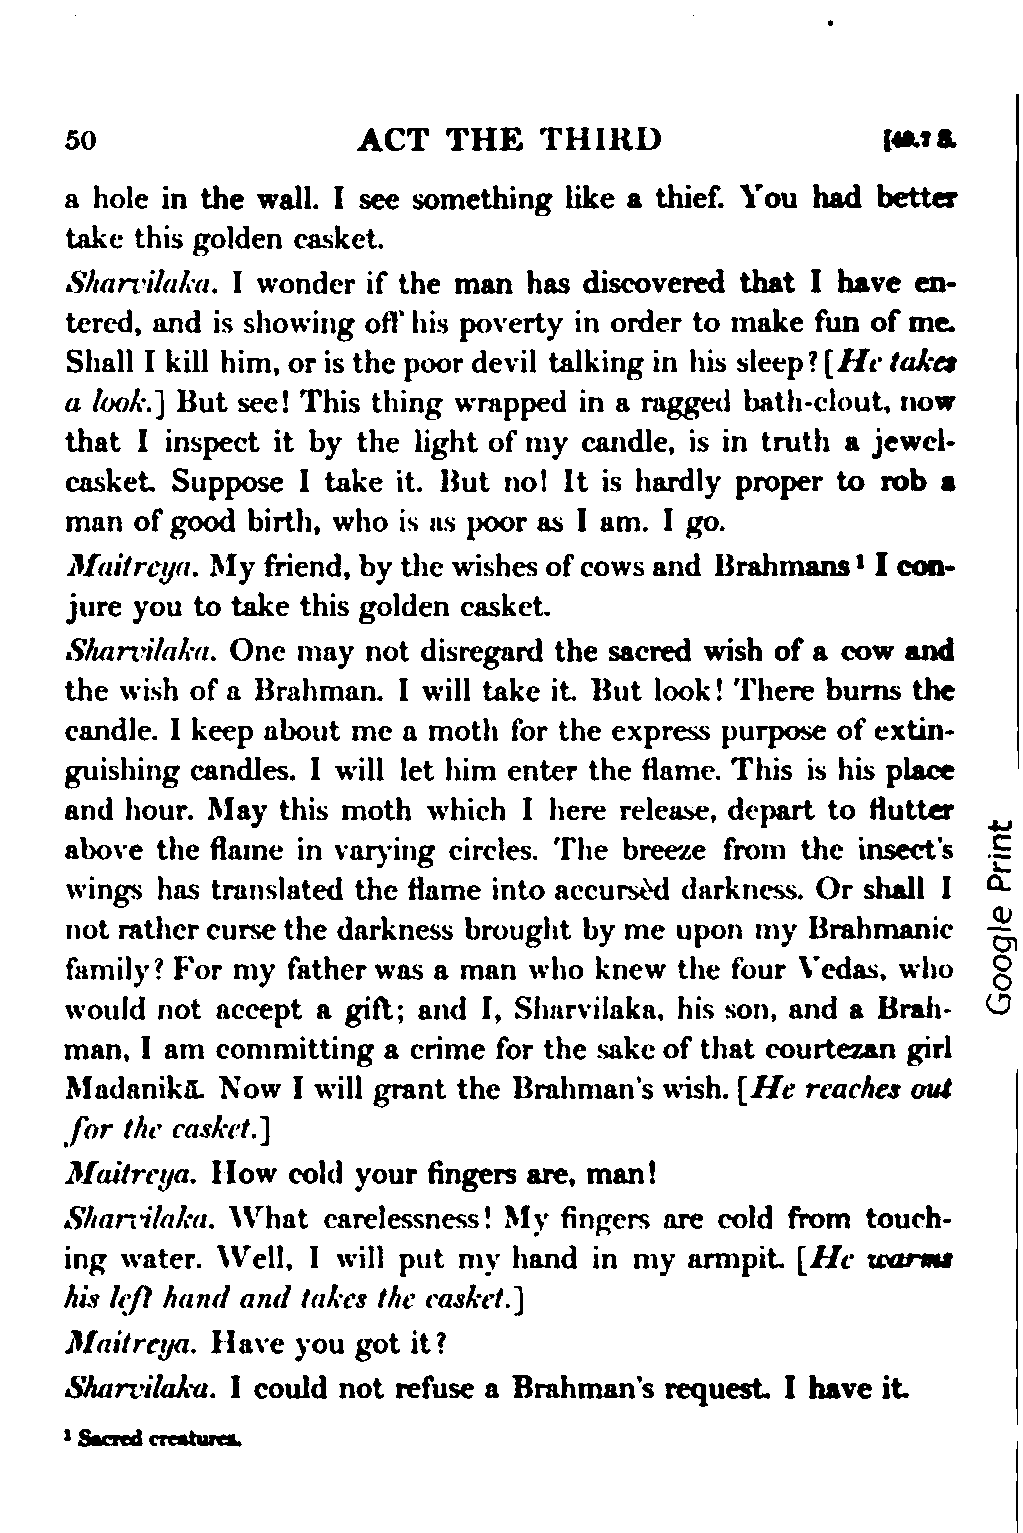 50 ACT THE THIRD [49.7 S.
a hole in the wall. I see something like a thief. You had better
take this golden casket.
Sharvilaka. I wonder if the man has discovered that I have en-
tered, and is showing off his poverty in order to make fun of me.
Shall I kill him, or is the poor devil talking in his sleep? [He takes
a look.] But see! This thing wrapped in a ragged bath-clout, now
that I inspect it by the light of my candle, is in truth a jewel-
casket. Suppose I take it. But no! It is hardly proper to rob a
man of good birth, who is as poor as I am. I go.
Maitreya. My friend, by the wishes of cows and Brahmans¹ I con-
jure you to take this golden casket.
Sharvilaka. One may not disregard the sacred wish of a cow and
the wish of a Brahman. I will take it. But look! There burns the
candle. I keep about me a moth for the express purpose of extin-
guishing candles. I will let him enter the flame. This is his place
and hour. May this moth which I here release, depart to flutter
above the flame in varying circles. The breeze from the insect's
wings has translated the flame into accursèd darkness. Or shall I
not rather curse the darkness brought by me upon my Brahmanic
family? For my father was a man who knew the four Vedas, who
would not accept a gift; and I, Sharvilaka, his son, and a Brah-
man, I am committing a crime for the sake of that courtezan girl
Madanikā. Now I will grant the Brahman's wish. [He reaches out
for the casket.]
Maitreya. How cold your fingers are, man!
Sharvilaka. What carelessness! My fingers are cold from touch-
ing water. Well, I will put my hand in my armpit. [He warms
his left hand and takes the casket.]
Maitreya. Have you got it?
Sharvilaka. I could not refuse a Brahman's request. I have it.
¹ Sacred creatures.
Google Print